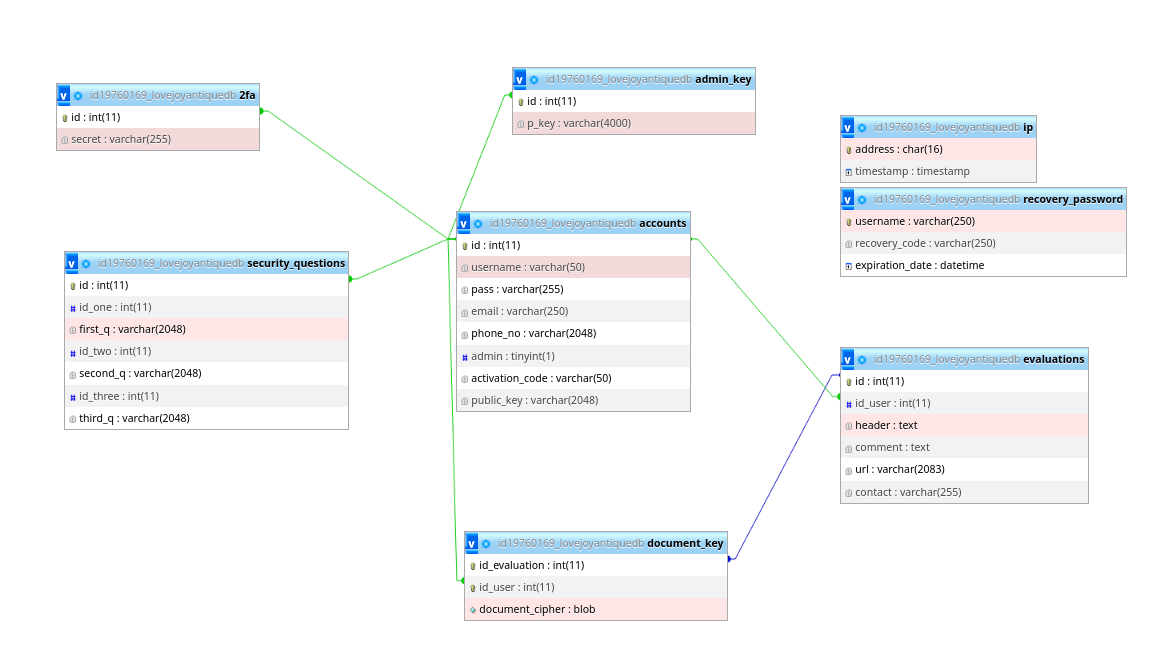 id19760169_lovejoyantiquedb 2fa
id : int(11)
secret : varchar(255)
id19760169_lovejoyantiquedb admin_key
id : int(11)
p_key : varchar(4000)
id19760169_lovejoyantiquedb ip
address : char(16)
timestamp : timestamp
id19760169_lovejoyantiquedb recovery_password
username : varchar(250)
recovery_code : varchar(250)
expiration_date : datetime
id19760169_lovejoyantiquedb accounts
id : int(11)
username : varchar(50)
pass : varchar(255)
email : varchar(250)
phone_no : varchar(2048)
admin : tinyint(1)
activation_code : varchar(50)
public_key : varchar(2048)
id19760169_lovejoyantiquedb security_questions
id : int(11)
id_one : int(11)
first_q : varchar(2048)
id_two : int(11)
second_q : varchar(2048)
id_three : int(11)
third_q : varchar(2048)
id19760169_lovejoyantiquedb evaluations
id : int(11)
id_user : int(11)
header : text
comment : text
url : varchar(2083)
contact : varchar(255)
id19760169_lovejoyantiquedb document_key
id_evaluation : int(11)
id_user : int(11)
document_cipher : blob